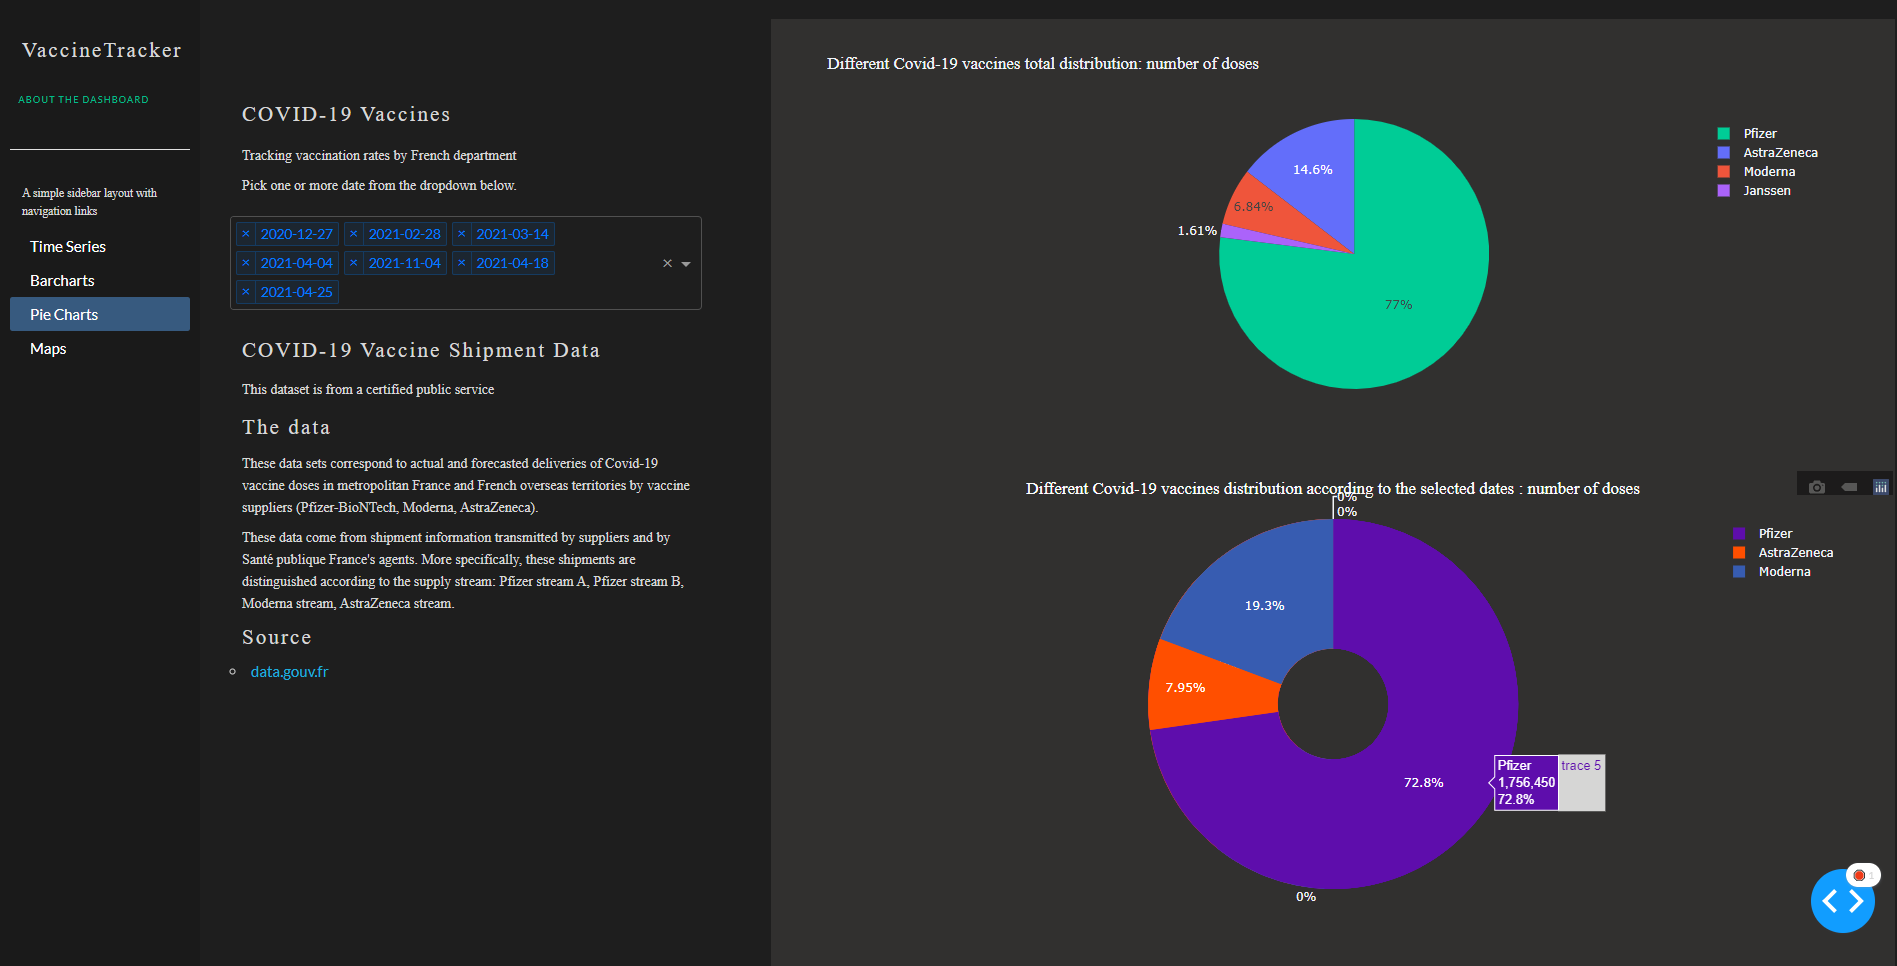 VaccineTracker
ABOUT THE DASHBOARD
A simple sidebar layout with
navigation links
Time Series
Barcharts
Pie Charts
Maps
COVID-19 Vaccines
Tracking vaccination rates by French department
Pick one or more date from the dropdown below.
× 2020-12-27 × 2021-02-28 × 2021-03-14
× 2021-04-04 × 2021-11-04 × 2021-04-18
× 2021-04-25
COVID-19 Vaccine Shipment Data
This dataset is from a certified public service
The data
These data sets correspond to actual and forecasted deliveries of Covid-19
vaccine doses in metropolitan France and French overseas territories by vaccine
suppliers (Pfizer-BioNTech, Moderna, AstraZeneca).
These data come from shipment information transmitted by suppliers and by
Santé publique France's agents. More specifically, these shipments are
distinguished according to the supply stream: Pfizer stream A, Pfizer stream B,
Moderna stream, AstraZeneca stream.
Source
data.gouv.fr
Different Covid-19 vaccines total distribution: number of doses
14.6%
6.84%
1.61%
77%
Pfizer
AstraZeneca
Moderna
Janssen
Different Covid-19 vaccines distribution according to the selected dates : number of doses
0%
0%
19.3%
7.95%
72.8%
0%
Pfizer
AstraZeneca
Moderna
Pfizer
1,756,450
72.8%
trace 5
1